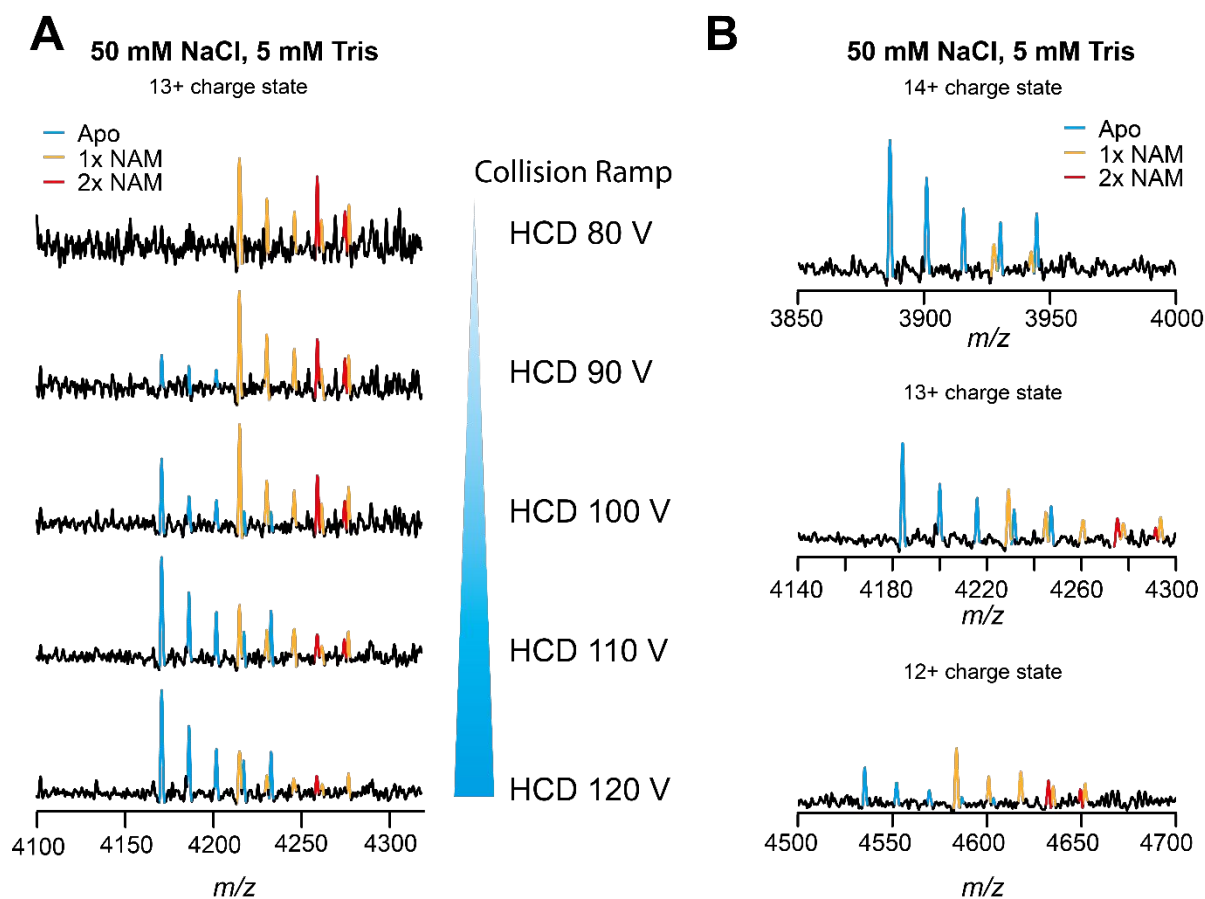 A
50 mM NaCl, 5 mM Tris
13+ charge state
Apo
1x NAM
2x NAM
Collision Ramp
HCD 80 V
HCD 90 V
HCD 100 V
HCD 110 V
HCD 120 V
4100 4150 4200 4250 4300
m/z
B
50 mM NaCl, 5 mM Tris
14+ charge state
Apo
1x NAM
2x NAM
3850 3900 3950 4000
m/z
13+ charge state
4140 4180 4220 4260 4300
m/z
12+ charge state
4500 4550 4600 4650 4700
m/z